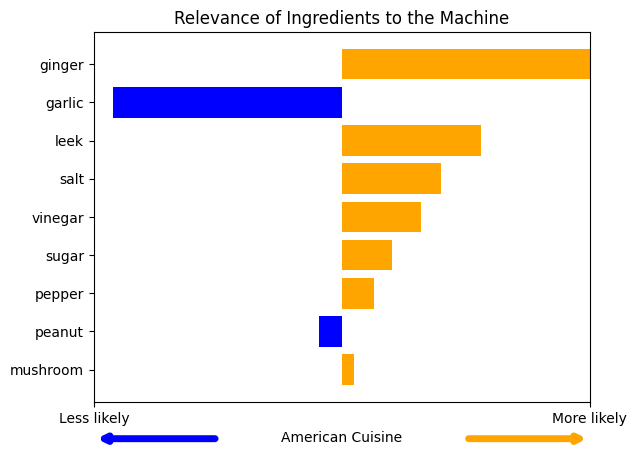 Relevance of Ingredients to the Machine
ginger
garlic
leek
salt
vinegar
sugar
pepper
peanut
mushroom
Less likely
More likely
American Cuisine